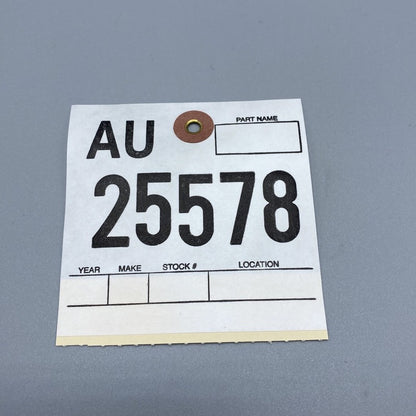 AU
PART NAME
25578
YEAR MAKE STOCK # LOCATION